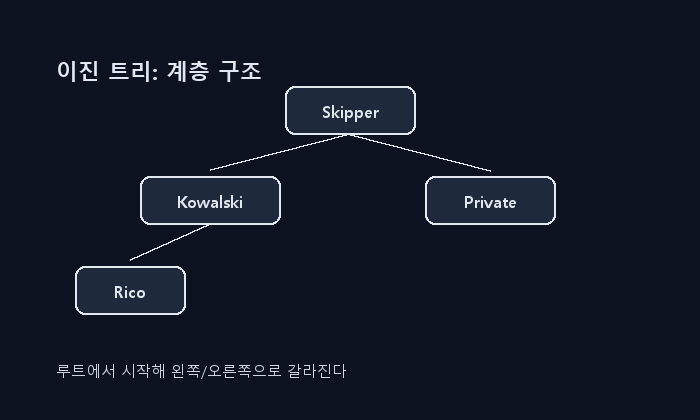 이진 트리: 계층 구조
Skipper
Kowalski
Private
Rico
루트에서 시작해 왼쪽/오른쪽으로 갈라진다